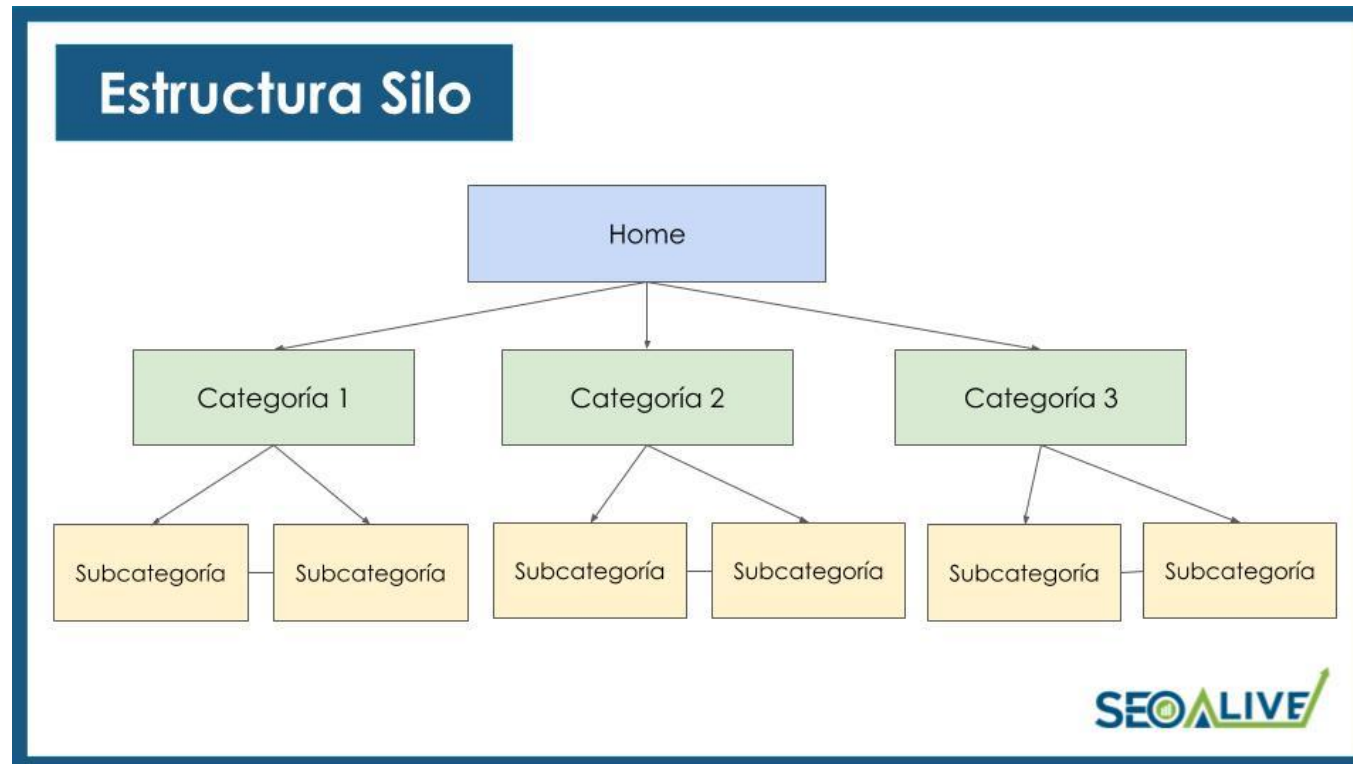 Estructura Silo
Home
Categoría 1
Categoría 2
Categoría 3
Subcategoría
Subcategoría
Subcategoría
Subcategoría
Subcategoría
Subcategoría
SEOALIVE